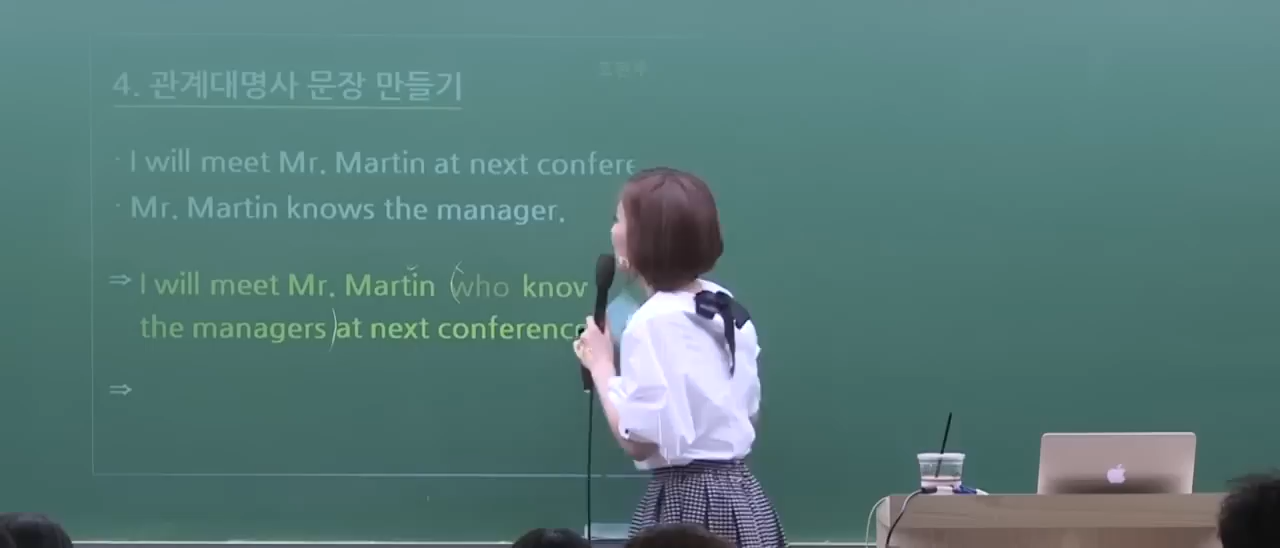 4. 관계대명사 문장 만들기
· I will meet Mr. Martin at next confere
· Mr. Martin knows the manager.
⇒ I will meet Mr. Martin (who know
the managers) at next conference
⇒